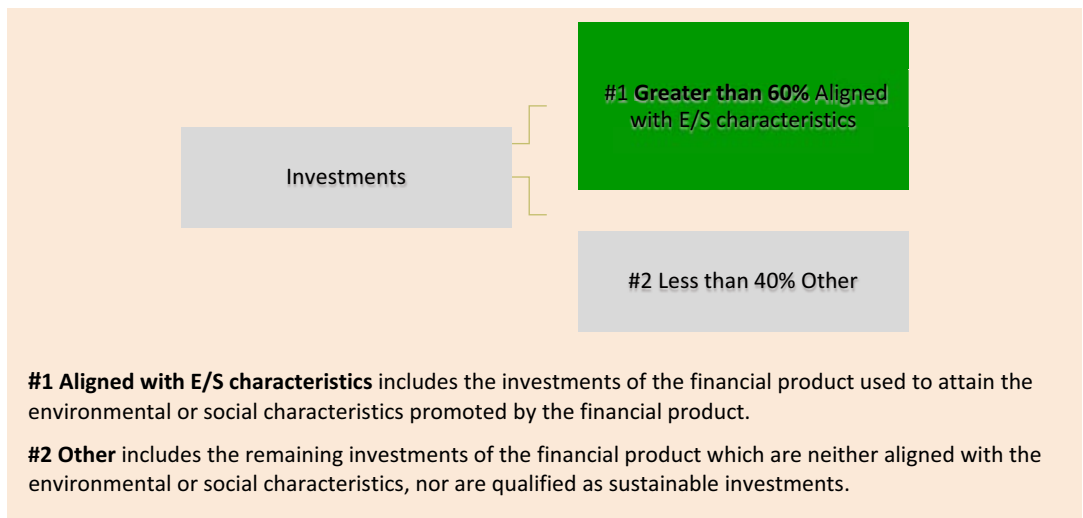 #1 Greater than 60% Aligned
with E/S characteristics
Investments
#2 Less than 40% Other
#1 Aligned with E/S characteristics includes the investments of the financial product used to attain the
environmental or social characteristics promoted by the financial product.
#2 Other includes the remaining investments of the financial product which are neither aligned with the
environmental or social characteristics, nor are qualified as sustainable investments.